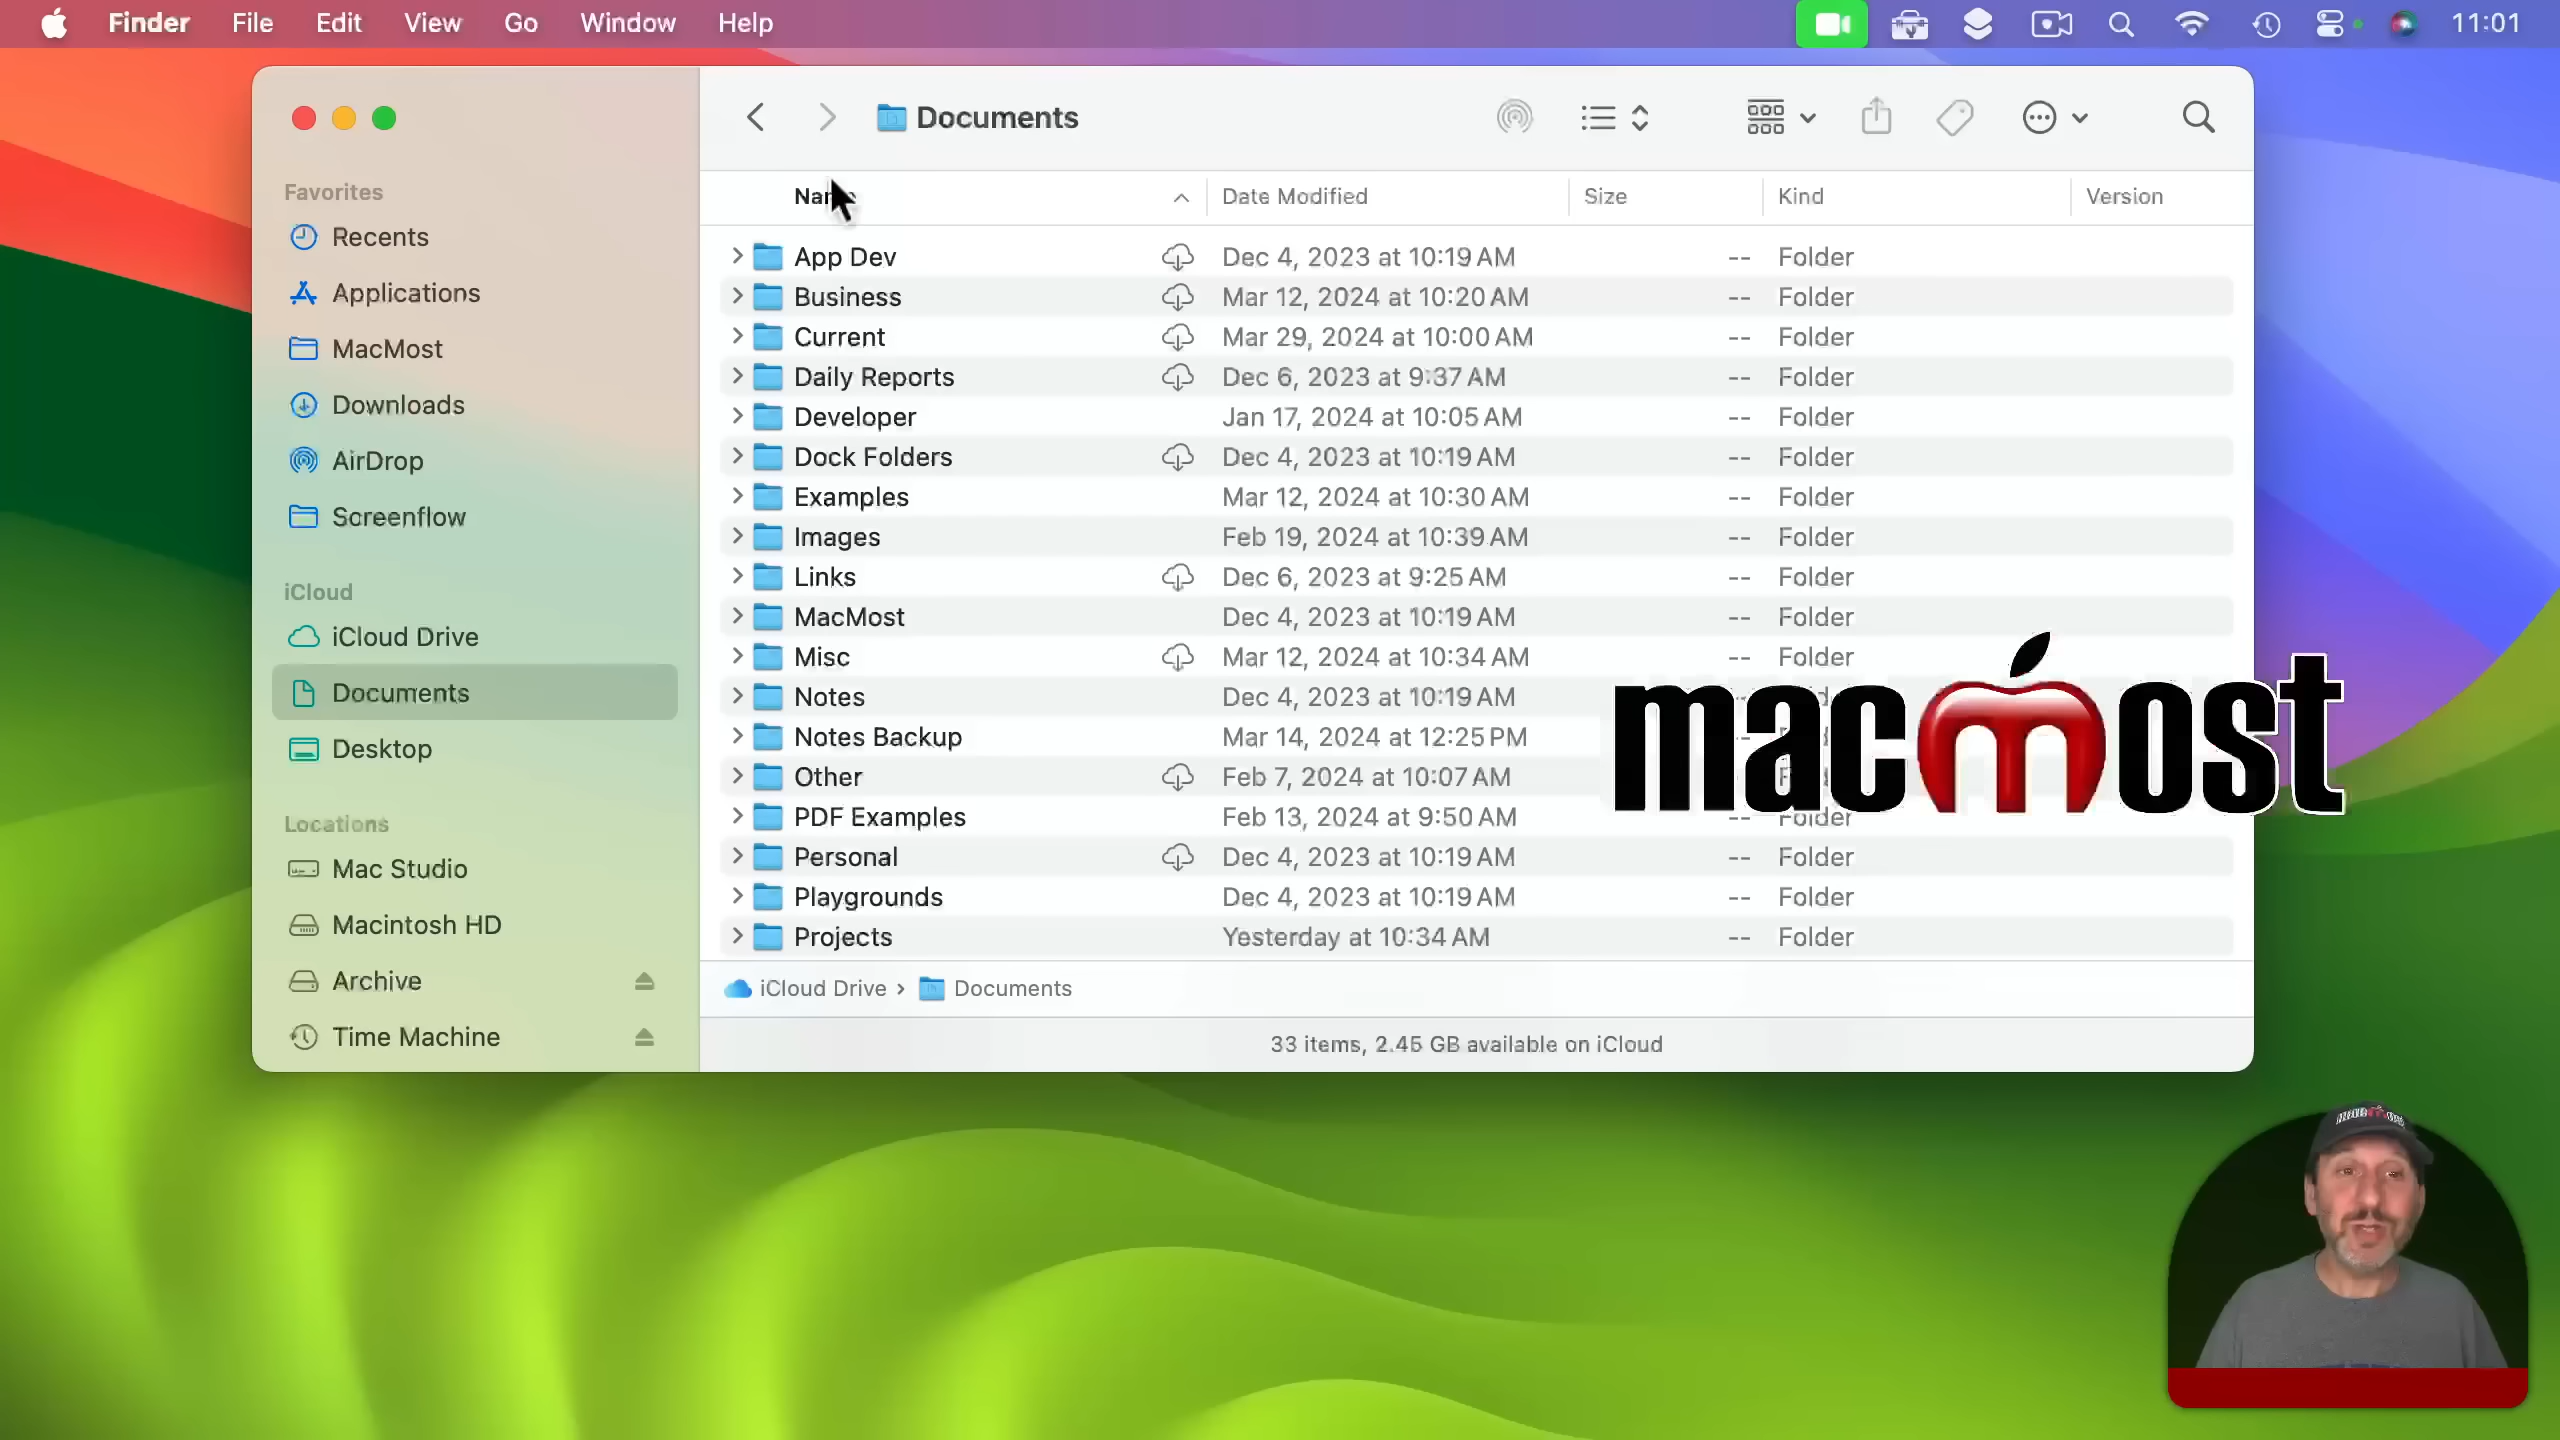 Finder File Edit View Go Window Help 11:01
Documents
Favorites
Recents
Applications
MacMost
Downloads
AirDrop
Screenflow
iCloud
iCloud Drive
Documents
Desktop
Locations
Mac Studio
Macintosh HD
Archive
Time Machine
Name Date Modified Size Kind Version
App Dev Dec 4, 2023 at 10:19 AM -- Folder
Business Mar 12, 2024 at 10:20 AM -- Folder
Current Mar 29, 2024 at 10:00 AM -- Folder
Daily Reports Dec 6, 2023 at 9:37 AM -- Folder
Developer Jan 17, 2024 at 10:05 AM -- Folder
Dock Folders Dec 4, 2023 at 10:19 AM -- Folder
Examples Mar 12, 2024 at 10:30 AM -- Folder
Images Feb 19, 2024 at 10:39 AM -- Folder
Links Dec 6, 2023 at 9:25 AM -- Folder
MacMost Dec 4, 2023 at 10:19 AM -- Folder
Misc Mar 12, 2024 at 10:34 AM -- Folder
Notes Dec 4, 2023 at 10:19 AM
Notes Backup Mar 14, 2024 at 12:25 PM
Other Feb 7, 2024 at 10:07 AM
PDF Examples Feb 13, 2024 at 9:50 AM -- Folder
Personal Dec 4, 2023 at 10:19 AM -- Folder
Playgrounds Dec 4, 2023 at 10:19 AM -- Folder
Projects Yesterday at 10:34 AM -- Folder
iCloud Drive › Documents
33 items, 2.45 GB available on iCloud
macmost
macmost